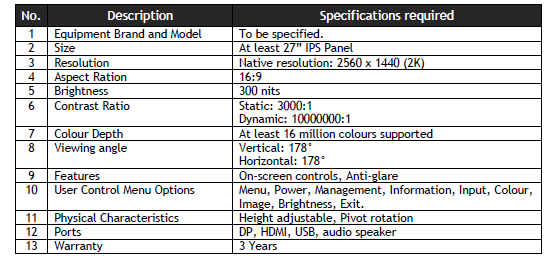 No. Description Specifications required
1 Equipment Brand and Model To be specified.
2 Size At least 27” IPS Panel
3 Resolution Native resolution: 2560 x 1440 (2K)
4 Aspect Ration 16:9
5 Brightness 300 nits
6 Contrast Ratio Static: 3000:1
Dynamic: 10000000:1
7 Colour Depth At least 16 million colours supported
8 Viewing angle Vertical: 178°
Horizontal: 178°
9 Features On-screen controls, Anti-glare
10 User Control Menu Options Menu, Power, Management, Information, Input, Colour,
Image, Brightness, Exit.
11 Physical Characteristics Height adjustable, Pivot rotation
12 Ports DP, HDMI, USB, audio speaker
13 Warranty 3 Years